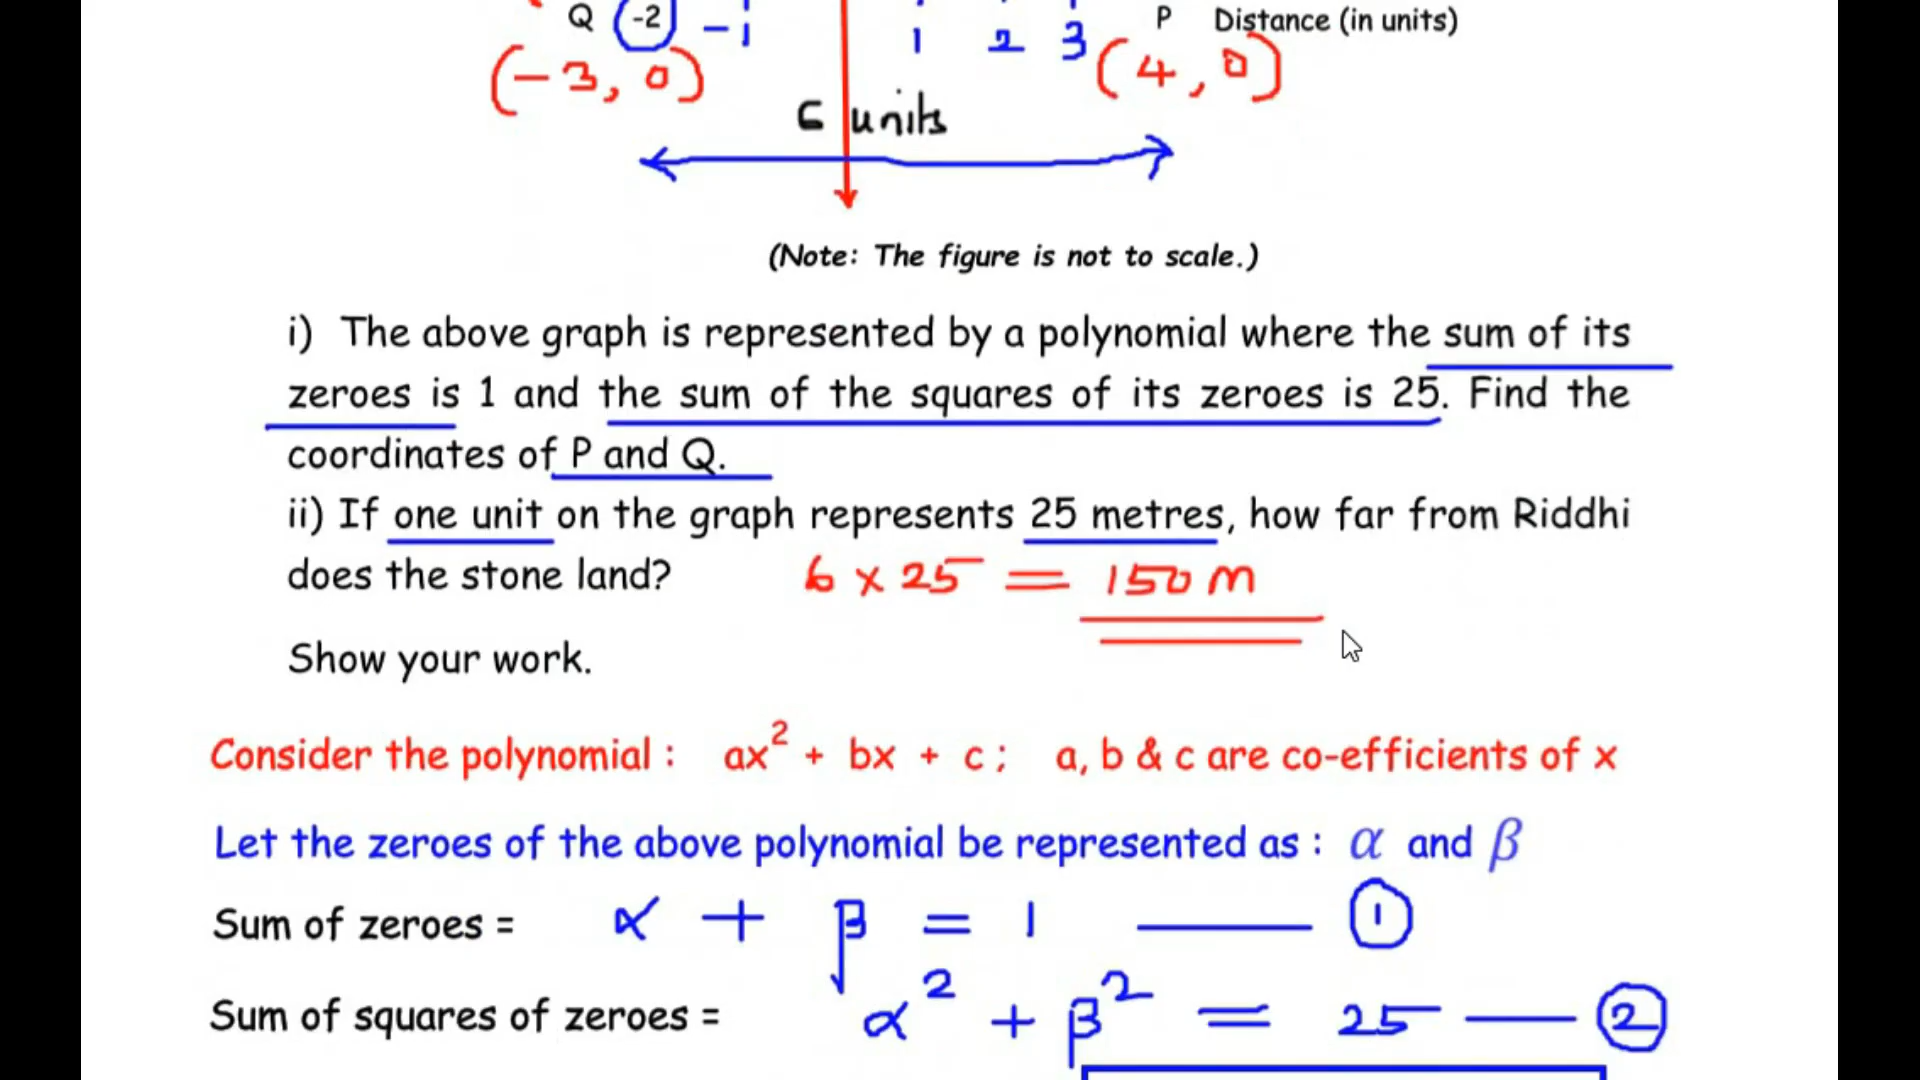 Q -2 -1 1 2 3 P Distance (in units)
(-3, 0) (4, 0)
6 units
(Note: The figure is not to scale.)
i) The above graph is represented by a polynomial where the sum of its
zeroes is 1 and the sum of the squares of its zeroes is 25. Find the
coordinates of P and Q.
ii) If one unit on the graph represents 25 metres, how far from Riddhi
does the stone land? 6 x 25 = 150 m
Show your work.
Consider the polynomial : ax² + bx + c ; a, b & c are co-efficients of x
Let the zeroes of the above polynomial be represented as : α and β
Sum of zeroes = α + β = 1 —— ①
Sum of squares of zeroes = α² + β² = 25 —— ②